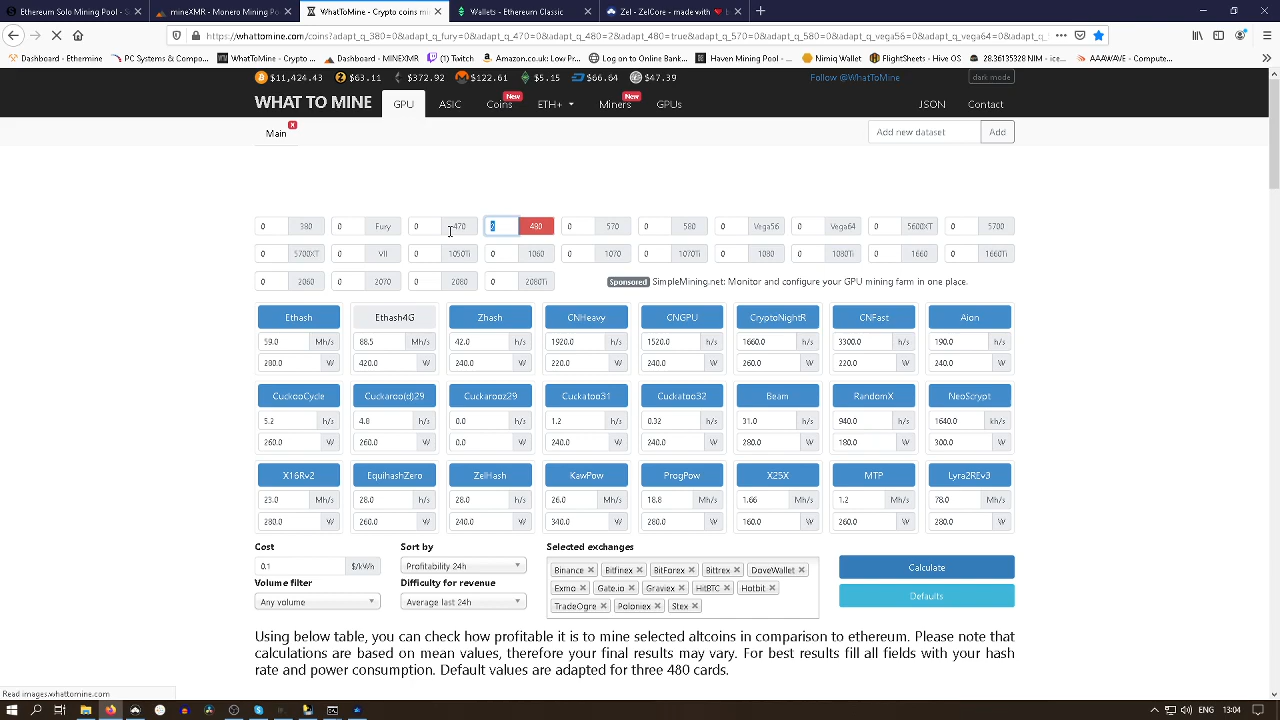 Ethereum Solo Mining Pool - S
mineXMR - Monero Mining Po
WhatToMine - Crypto coins mi
Wallets - Ethereum Classic
Zel - ZelCore - made with ❤ b
https://whattomine.com/coins?adapt_q_380=0&adapt_q_fury=0&adapt_q_470=0&adapt_q_480=2&adapt_480=true&adapt_q_570=0&adapt_q_580=0&adapt_q_vega56=0&adapt_q_vega64=0&adapt_q_
Dashboard - Ethermine PC Systems & Compo... WhatToMine - Crypto ... Dashboard - MINEXMR (1) Twitch Amazon.co.uk: Low Pr... Log on to Online Bank... Haven Mining Pool - ... Nimiq Wallet FlightSheets - Hive OS 28.36135328 NIM - ice... AAAWAVE - Compute...
$11,424.43 $63.11 $372.92 $122.61 $5.15 $66.64 $47.39 Follow @WhatToMine dark mode
WHAT TO MINE GPU ASIC Coins New ETH+ Miners New GPUs JSON Contact
Main Add new dataset Add
0 380 0 Fury 0 470 2 480 0 570 0 580 0 Vega56 0 Vega64 0 5600XT 0 5700
0 5700XT 0 VII 0 1050Ti 0 1060 0 1070 0 1070Ti 0 1080 0 1080Ti 0 1660 0 1660Ti
0 2060 0 2070 0 2080 0 2080Ti Sponsored SimpleMining.net: Monitor and configure your GPU mining farm in one place.
Ethash Ethash4G Zhash CNHeavy CNGPU CryptoNightR CNFast Aion
59.0 Mh/s 88.5 Mh/s 42.0 h/s 1920.0 h/s 1520.0 h/s 1660.0 h/s 3300.0 h/s 190.0 h/s
280.0 W 420.0 W 240.0 W 220.0 W 240.0 W 260.0 W 220.0 W 240.0 W
CuckooCycle Cuckaroo(d)29 Cuckarooz29 Cuckatoo31 Cuckatoo32 Beam RandomX NeoScrypt
5.2 h/s 4.8 h/s 0.0 h/s 1.2 h/s 0.32 h/s 31.0 h/s 940.0 h/s 1640.0 kh/s
260.0 W 260.0 W 0.0 W 240.0 W 240.0 W 280.0 W 180.0 W 300.0 W
X16Rv2 EquihashZero ZelHash KawPow ProgPow X25X MTP Lyra2REv3
23.0 Mh/s 28.0 h/s 28.0 h/s 26.0 Mh/s 18.8 Mh/s 1.66 Mh/s 1.2 Mh/s 78.0 Mh/s
280.0 W 260.0 W 240.0 W 340.0 W 280.0 W 160.0 W 260.0 W 280.0 W
Cost Sort by Selected exchanges
0.1 $/kWh Profitability 24h Binance Bitfinex BitForex Bittrex DoveWallet Calculate
Volume filter Difficulty for revenue Exmo Gate.io Graviex HitBTC Hotbit Defaults
Any volume Average last 24h TradeOgre Poloniex Stex
Using below table, you can check how profitable it is to mine selected altcoins in comparison to ethereum. Please note that
calculations are based on mean values, therefore your final results may vary. For best results fill all fields with your hash
rate and power consumption. Default values are adapted for three 480 cards.
Read images.whattomine.com
ENG 13:04